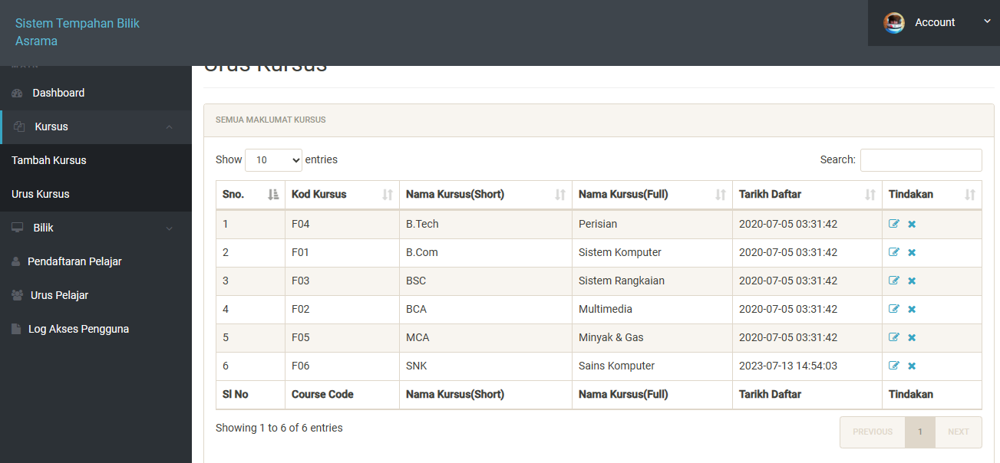 Sistem Tempahan Bilik
Asrama
Account
Dashboard
Kursus
Tambah Kursus
Urus Kursus
Bilik
Pendaftaran Pelajar
Urus Pelajar
Log Akses Pengguna
Urus Kursus
SEMUA MAKLUMAT KURSUS
Show 10 entries
Search:
Sno. Kod Kursus Nama Kursus(Short) Nama Kursus(Full) Tarikh Daftar Tindakan
1 F04 B.Tech Perisian 2020-07-05 03:31:42
2 F01 B.Com Sistem Komputer 2020-07-05 03:31:42
3 F03 BSC Sistem Rangkaian 2020-07-05 03:31:42
4 F02 BCA Multimedia 2020-07-05 03:31:42
5 F05 MCA Minyak & Gas 2020-07-05 03:31:42
6 F06 SNK Sains Komputer 2023-07-13 14:54:03
Sl No Course Code Nama Kursus(Short) Nama Kursus(Full) Tarikh Daftar Tindakan
Showing 1 to 6 of 6 entries
PREVIOUS 1 NEXT